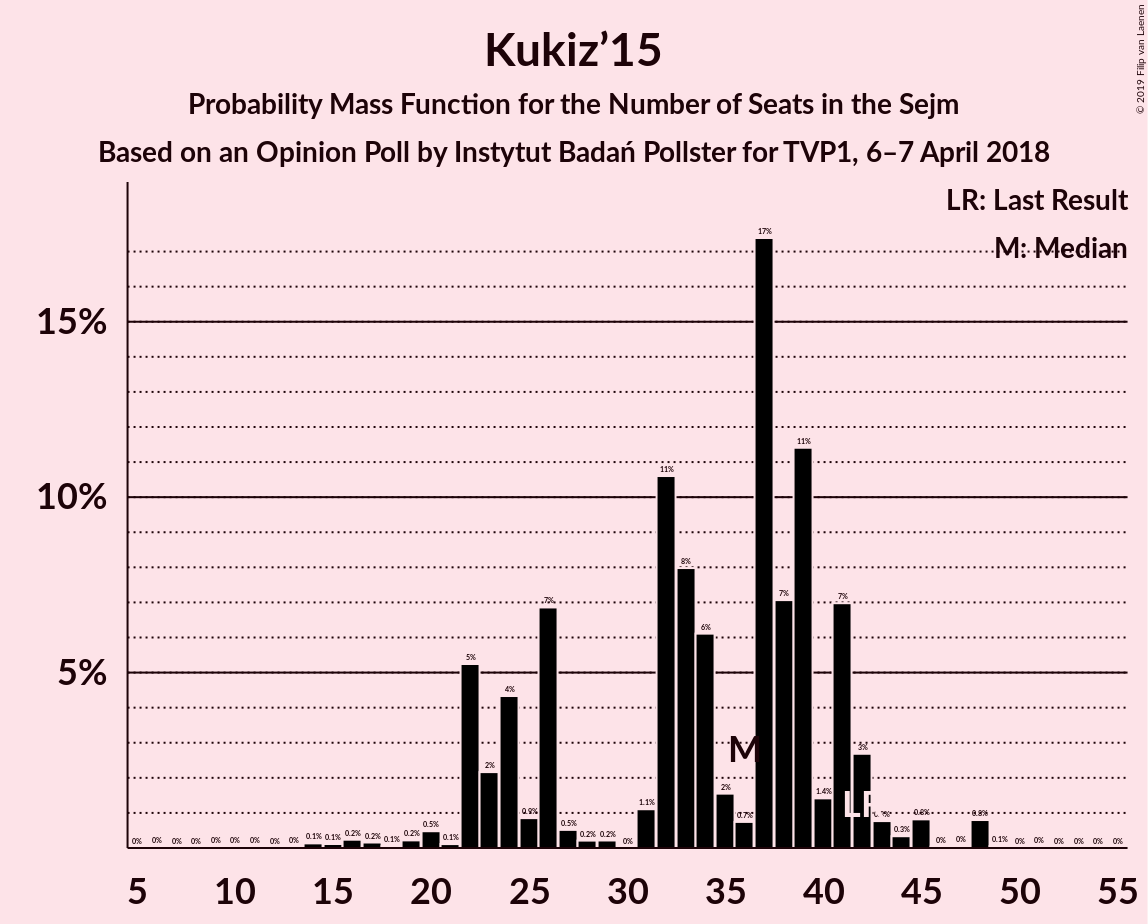 © 2019 Filip van Laenen
Kukiz’15
Probability Mass Function for the Number of Seats in the Sejm
Based on an Opinion Poll by Instytut Badań Pollster for TVP1, 6–7 April 2018
LR: Last Result
M: Median
17%
15%
11%
11%
10%
8%
7% 7% 7%
6%
5%
5%
4%
M
3%
2% 2%
1.4%
1.1%
0.9% 0.7% 0.8% 0.8%
0.5% 0.5% 0.3%
0% 0% 0% 0% 0% 0% 0% 0% 0% 0.1% 0.1% 0.2% 0.2% 0.1% 0.2% 0.1% 0.2% 0.2% 0% 0% 0% 0.1% 0% 0% 0% 0% 0% 0%
5 10 15 20 25 30 35 40 45 50 55